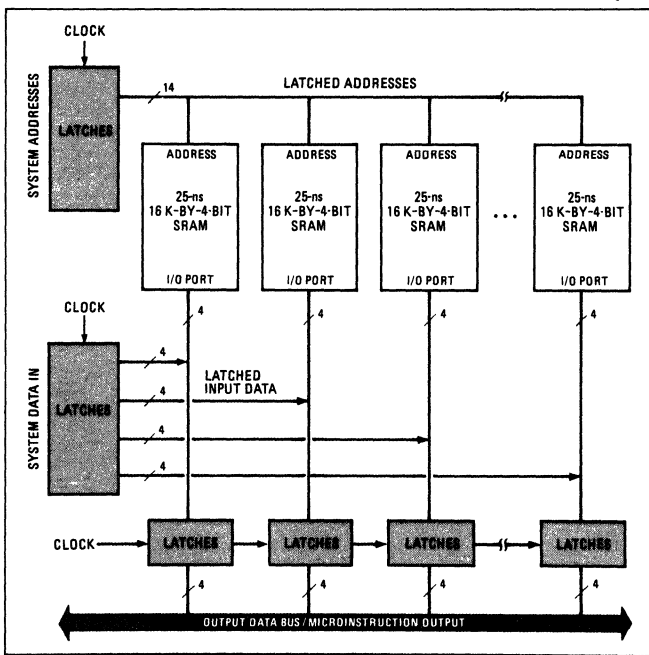 CLOCK
SYSTEM ADDRESSES
LATCHES
14
LATCHED ADDRESSES
ADDRESS
25-ns
16 K-BY-4-BIT
SRAM
I/O PORT
ADDRESS
25-ns
16 K-BY-4-BIT
SRAM
I/O PORT
ADDRESS
25-ns
16 K-BY-4-BIT
SRAM
I/O PORT
...
ADDRESS
25-ns
16 K-BY-4-BIT
SRAM
I/O PORT
4
4
4
4
CLOCK
SYSTEM DATA IN
LATCHES
4
4
4
4
LATCHED
INPUT DATA
CLOCK
LATCHES
LATCHES
LATCHES
LATCHES
4
4
4
4
OUTPUT DATA BUS/MICROINSTRUCTION OUTPUT